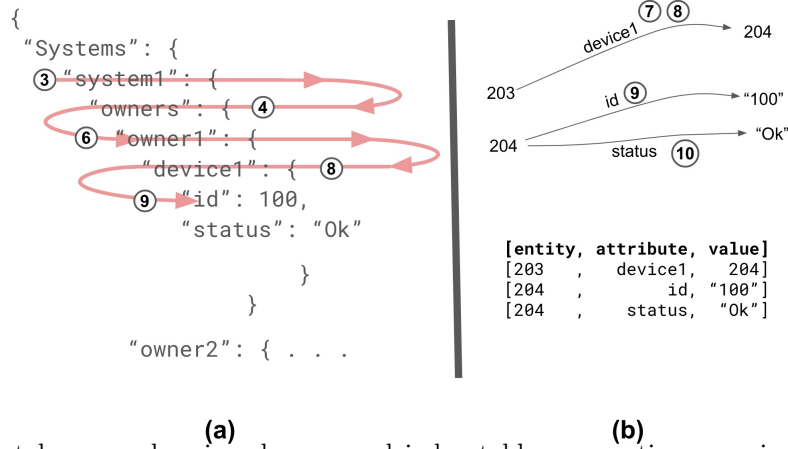 {
“Systems”: {
③ “system1”: {
“owners”: { ④
⑥ “owner1”: {
“device1”: { ⑧
⑨ “id”: 100,
“status”: “Ok”
}
}
“owner2”: { . . .
(a)
⑦ ⑧
device1
204
203
id ⑨
“100”
204
“Ok”
status ⑩
[entity, attribute, value]
[203 , device1, 204]
[204 , id, “100”]
[204 , status, “Ok”]
(b)